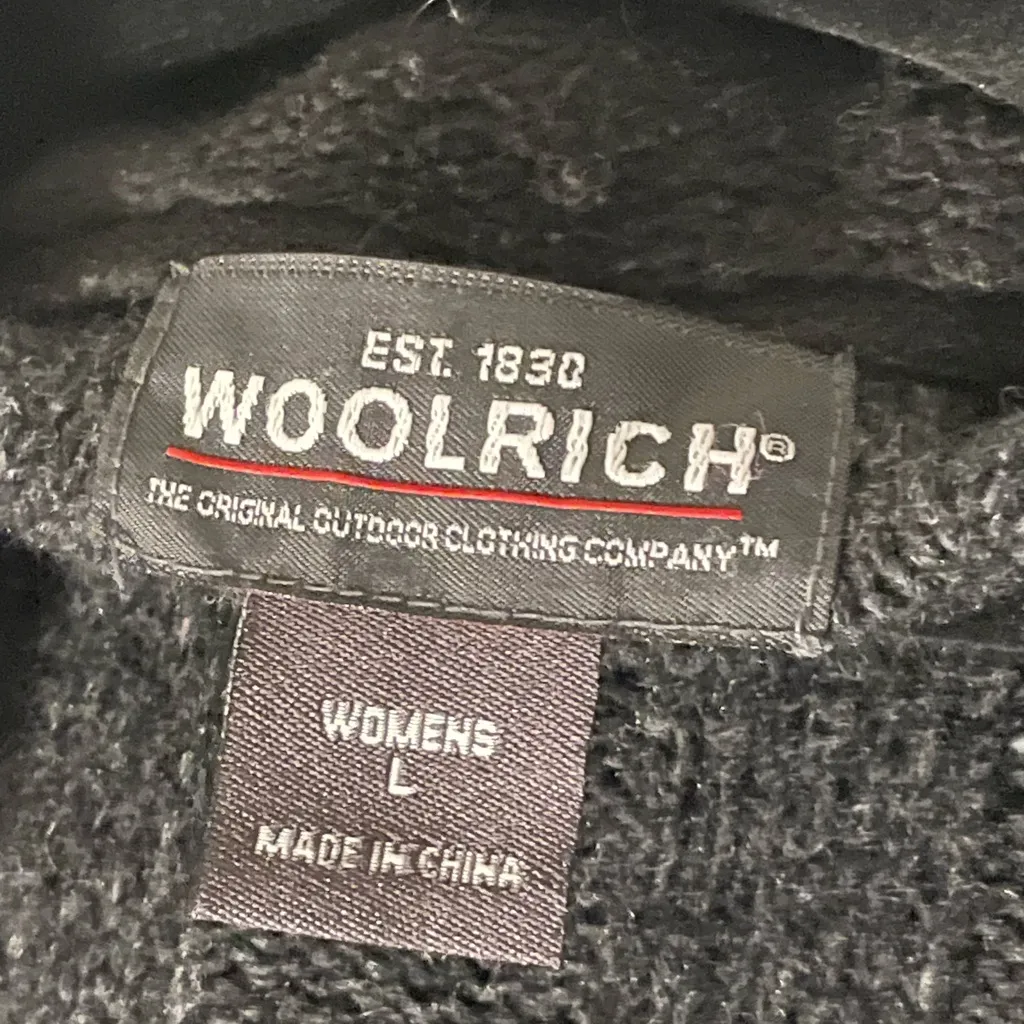 EST. 1830
WOOLRICH®
THE ORIGINAL OUTDOOR CLOTHING COMPANY™
WOMENS
L
MADE IN CHINA